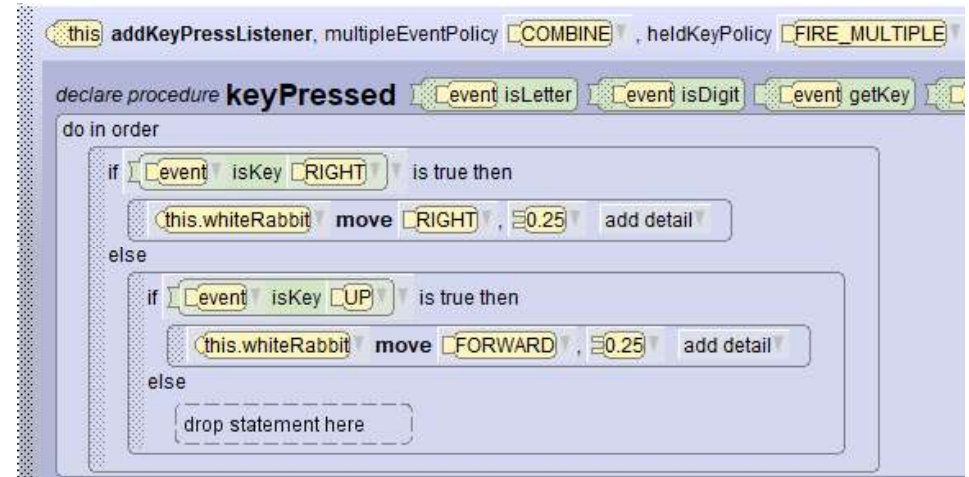 this addKeyPressListener, multipleEventPolicy COMBINE , heldKeyPolicy FIRE_MULTIPLE
declare procedure keyPressed event isLetter event isDigit event getKey
do in order
if event isKey RIGHT is true then
this.whiteRabbit move RIGHT , 0.25 add detail
else
if event isKey UP is true then
this.whiteRabbit move FORWARD , 0.25 add detail
else
drop statement here